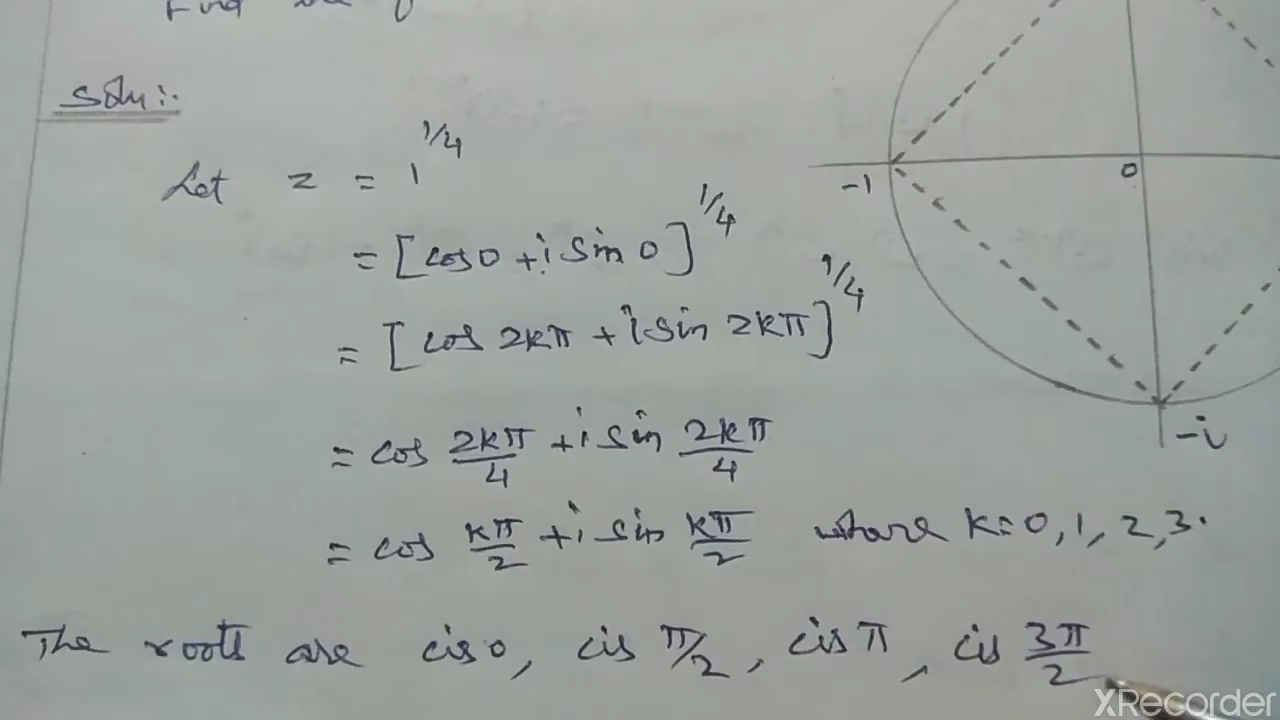 Find the
Soln:-
Let z = 1^{1/4}
= [cos 0 + i sin 0]^{1/4}
= [cos 2kπ + i sin 2kπ]^{1/4}
= cos 2kπ/4 + i sin 2kπ/4
= cos kπ/2 + i sin kπ/2 where k=0, 1, 2, 3.
The roots are cis 0, cis π/2, cis π, cis 3π/2
-1
0
-i
XRecorder